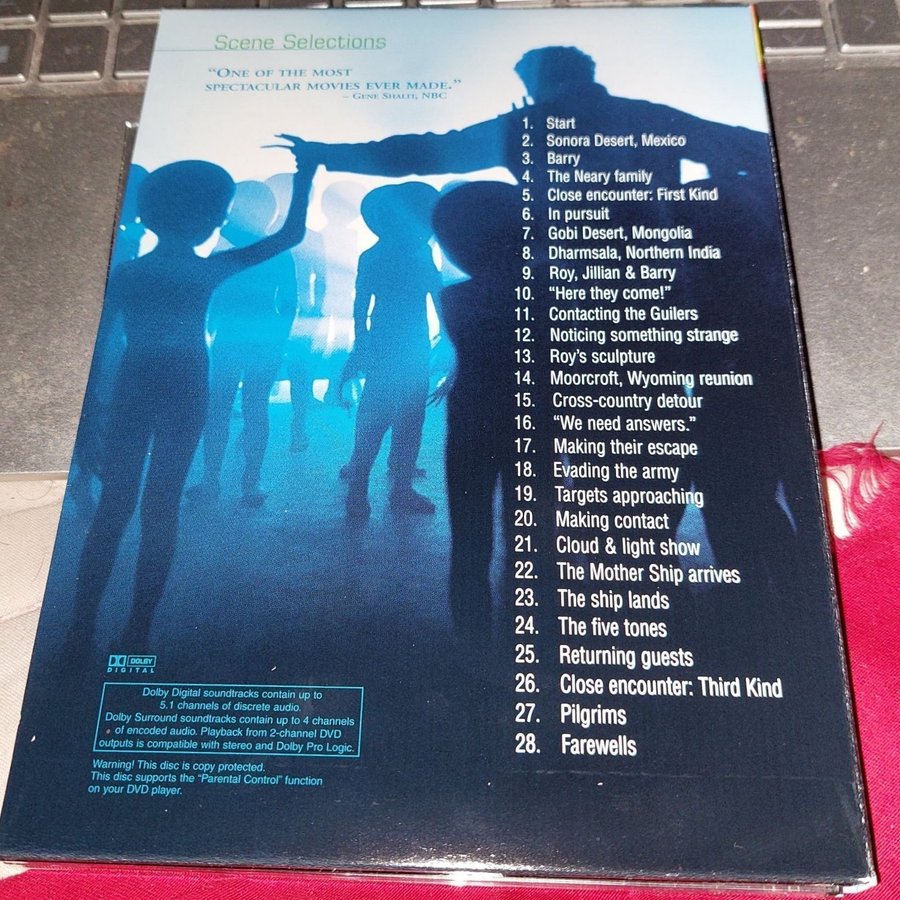 Scene Selections
"ONE OF THE MOST
SPECTACULAR MOVIES EVER MADE."
– GENE SHALIT, NBC
1. Start
2. Sonora Desert, Mexico
3. Barry
4. The Neary family
5. Close encounter: First Kind
6. In pursuit
7. Gobi Desert, Mongolia
8. Dharmsala, Northern India
9. Roy, Jillian & Barry
10. "Here they come!"
11. Contacting the Guilers
12. Noticing something strange
13. Roy's sculpture
14. Moorcroft, Wyoming reunion
15. Cross-country detour
16. "We need answers."
17. Making their escape
18. Evading the army
19. Targets approaching
20. Making contact
21. Cloud & light show
22. The Mother Ship arrives
23. The ship lands
24. The five tones
25. Returning guests
26. Close encounter: Third Kind
27. Pilgrims
28. Farewells
DOLBY
DIGITAL
Dolby Digital soundtracks contain up to
5.1 channels of discrete audio.
Dolby Surround soundtracks contain up to 4 channels
of encoded audio. Playback from 2-channel DVD
outputs is compatible with stereo and Dolby Pro Logic.
Warning! This disc is copy protected.
This disc supports the "Parental Control" function
on your DVD player.